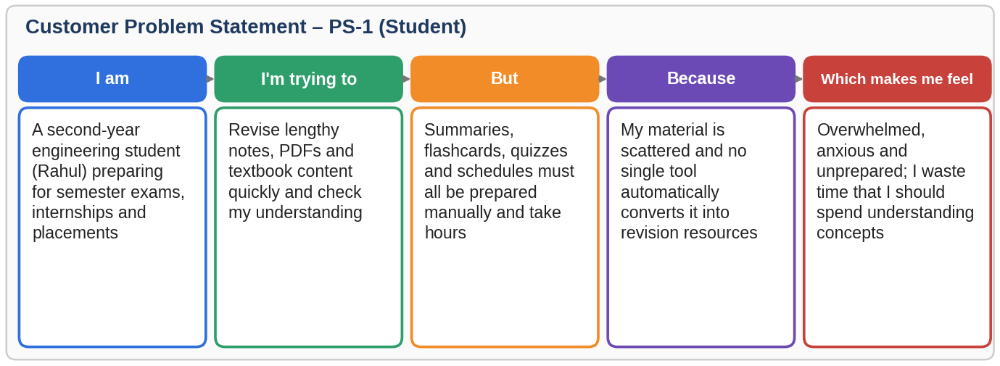 Customer Problem Statement – PS-1 (Student)
I am
I'm trying to
But
Because
Which makes me feel
A second-year
engineering student
(Rahul) preparing
for semester exams,
internships and
placements
Revise lengthy
notes, PDFs and
textbook content
quickly and check
my understanding
Summaries,
flashcards, quizzes
and schedules must
all be prepared
manually and take
hours
My material is
scattered and no
single tool
automatically
converts it into
revision resources
Overwhelmed,
anxious and
unprepared; I waste
time that I should
spend understanding
concepts